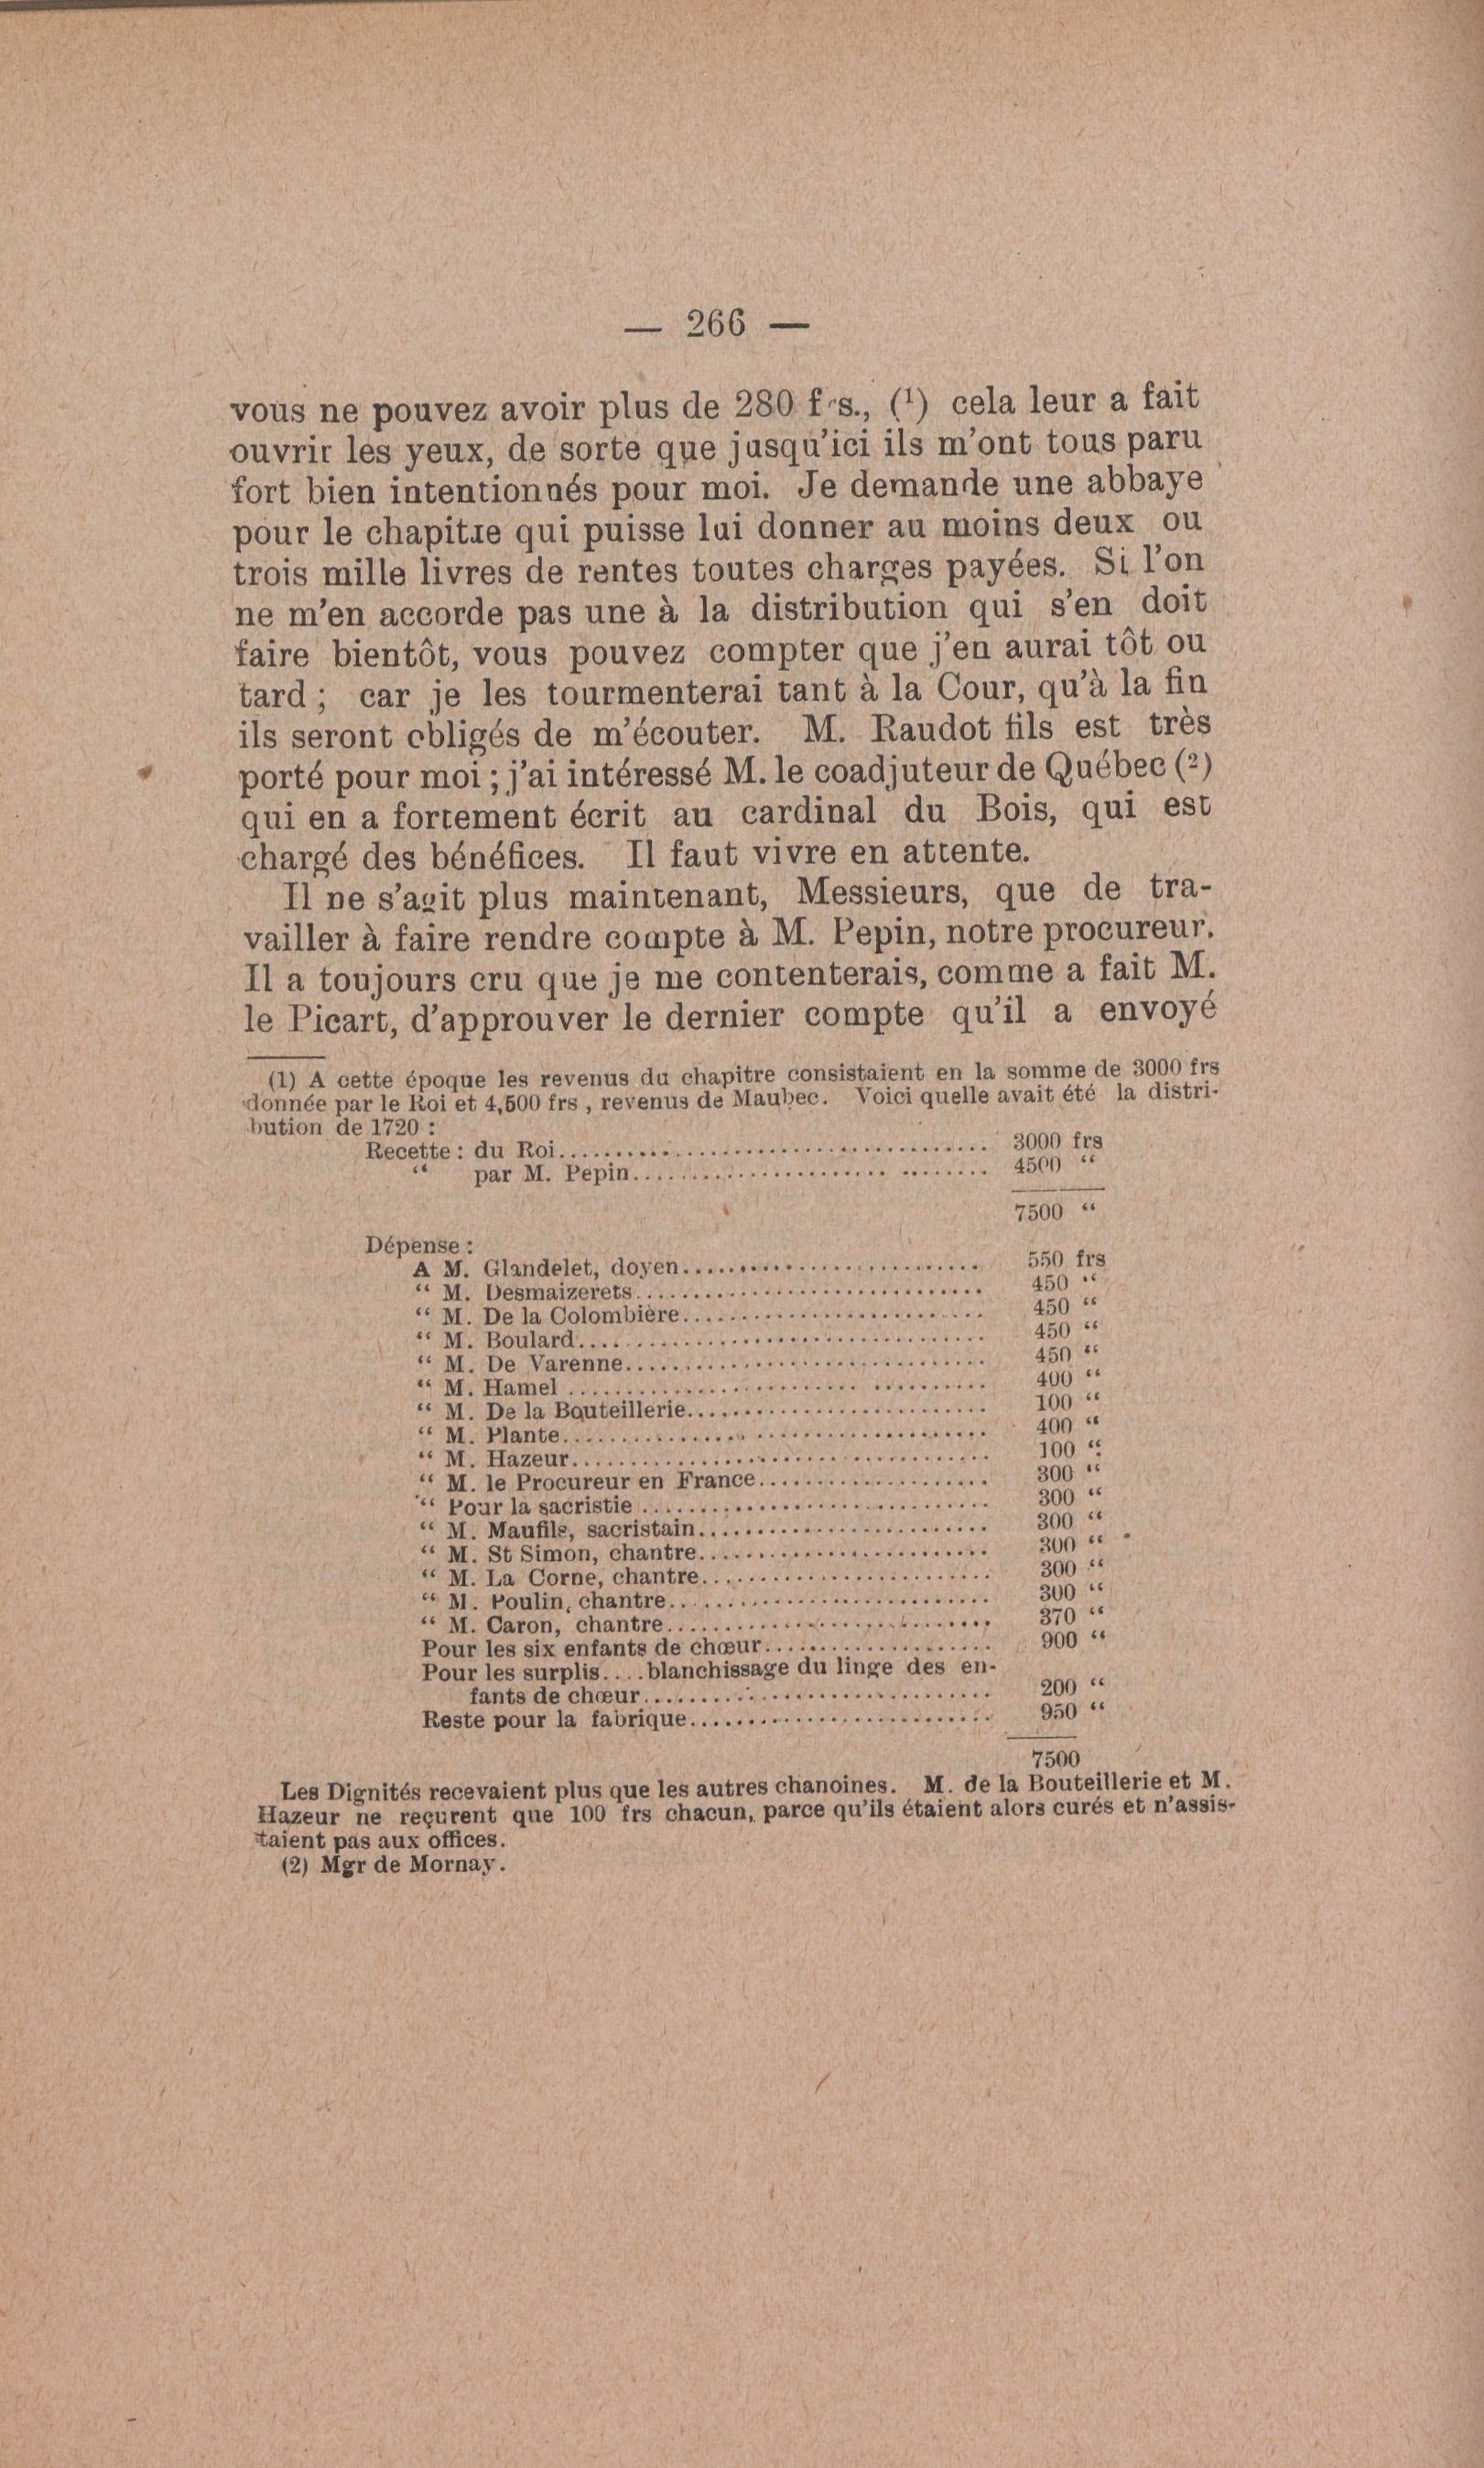 — 266 —
vous ne pouvez avoir plus de 280 frs., (1) cela leur a fait
ouvrir les yeux, de sorte que jusqu'ici ils m'ont tous paru
fort bien intentionnés pour moi. Je demande une abbaye
pour le chapitre qui puisse lui donner au moins deux ou
trois mille livres de rentes toutes charges payées. Si l'on
ne m'en accorde pas une à la distribution qui s'en doit
faire bientôt, vous pouvez compter que j'en aurai tôt ou
tard ; car je les tourmenterai tant à la Cour, qu'à la fin
ils seront obligés de m'écouter. M. Raudot fils est très
porté pour moi ; j'ai intéressé M. le coadjuteur de Québec (2)
qui en a fortement écrit au cardinal du Bois, qui est
chargé des bénéfices. Il faut vivre en attente.
Il ne s'agit plus maintenant, Messieurs, que de tra-
vailler à faire rendre compte à M. Pepin, notre procureur.
Il a toujours cru que je me contenterais, comme a fait M.
le Picart, d'approuver le dernier compte qu'il a envoyé
(1) A cette époque les revenus du chapitre consistaient en la somme de 3000 frs
donnée par le Roi et 4,500 frs , revenus de Maubec. Voici quelle avait été la distri-
bution de 1720 :
Recette : du Roi.................................... 3000 frs
“ par M. Pepin.............................. 4500 “
7500 “
Dépense :
A M. Glandelet, doyen......................... 550 frs
“ M. Desmaizerets............................. 450 “
“ M. De la Colombière......................... 450 “
“ M. Boulard.................................. 450 “
“ M. De Varenne............................... 450 “
“ M. Hamel ................................... 400 “
“ M. De la Bouteillerie....................... 100 “
“ M. Plante................................... 400 “
“ M. Hazeur................................... 100 “
“ M. le Procureur en France................... 300 “
“ Pour la sacristie .......................... 300 “
“ M. Maufils, sacristain...................... 300 “
“ M. St Simon, chantre........................ 300 “
“ M. La Corne, chantre........................ 300 “
“ M. Poulin, chantre.......................... 300 “
“ M. Caron, chantre........................... 370 “
Pour les six enfants de chœur................... 900 “
Pour les surplis....blanchissage du linge des en-
fants de chœur.............................. 200 “
Reste pour la fabrique.......................... 950 “
7500
Les Dignités recevaient plus que les autres chanoines. M. de la Bouteillerie et M.
Hazeur ne reçurent que 100 frs chacun, parce qu'ils étaient alors curés et n'assis-
taient pas aux offices.
(2) Mgr de Mornay.